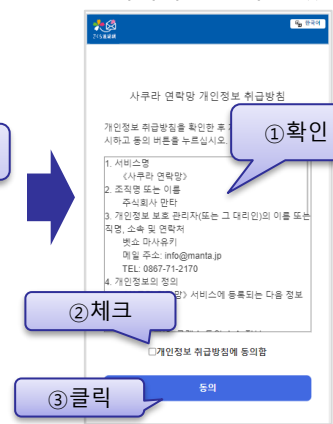 한국어
사쿠라 연락망 개인정보 취급방침
개인정보 취급방침을 확인한 후
시하고 동의 버튼을 누르십시오.
①확인
1. 서비스명
《사쿠라 연락망》
2. 조직명 또는 이름
주식회사 만타
3. 개인정보 보호 관리자(또는 그 대리인)의 이름 또는
직명, 소속 및 연락처
벳쇼 마사유키
메일 주소: info@manta.jp
TEL: 0867-71-2170
4. 개인정보의 정의
서비스에 등록되는 다음 정보
②체크
개인정보 취급방침에 동의함
동의
③클릭